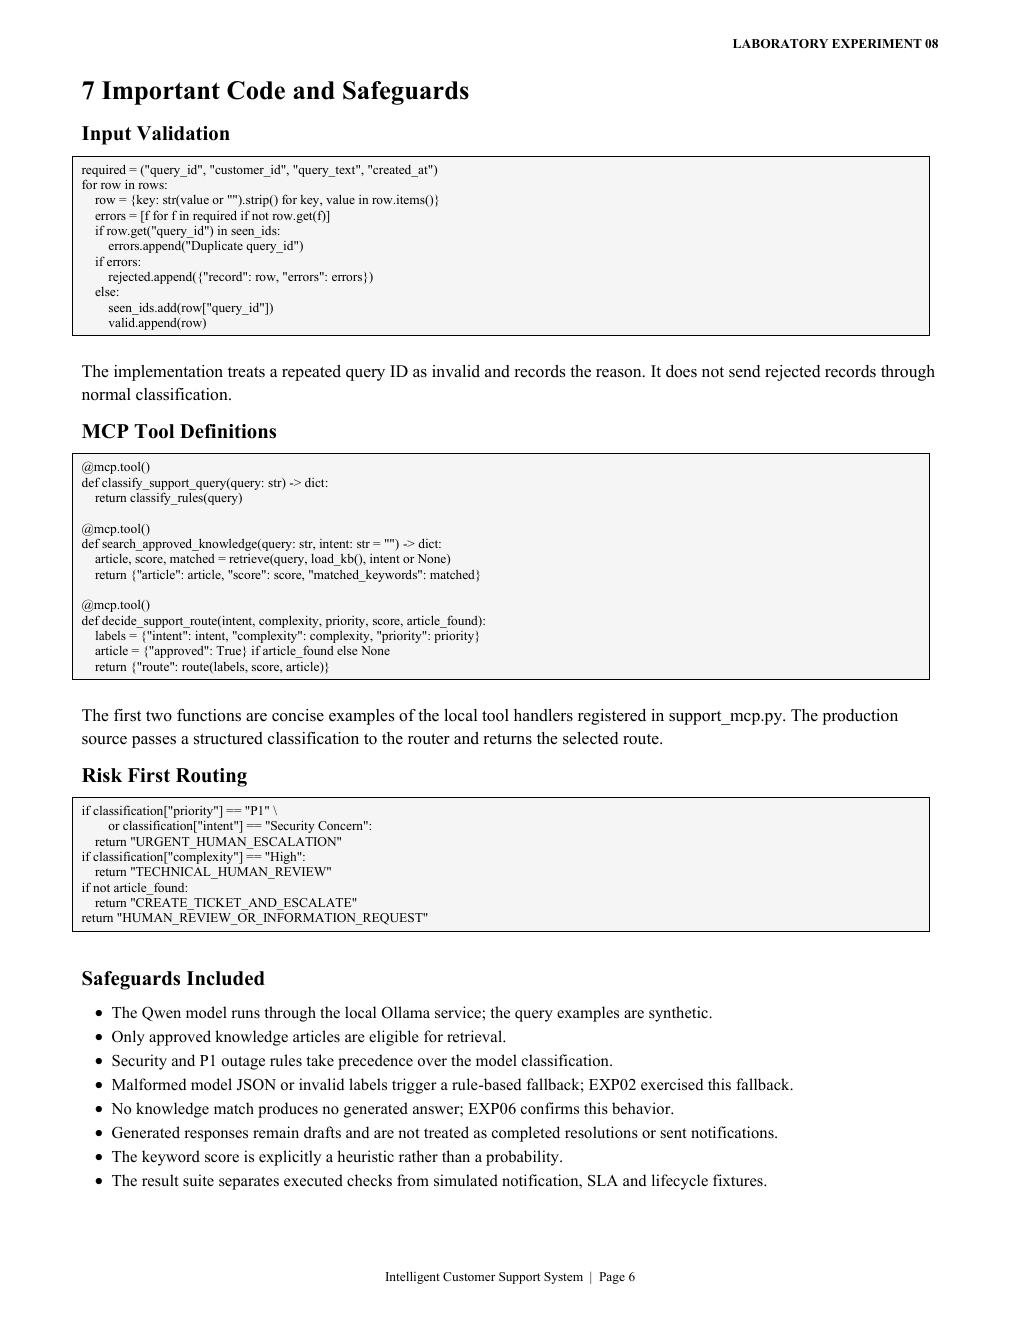 LABORATORY EXPERIMENT 08
7 Important Code and Safeguards
Input Validation
required = ("query_id", "customer_id", "query_text", "created_at")
for row in rows:
    row = {key: str(value or "").strip() for key, value in row.items()}
    errors = [f for f in required if not row.get(f)]
    if row.get("query_id") in seen_ids:
        errors.append("Duplicate query_id")
    if errors:
        rejected.append({"record": row, "errors": errors})
    else:
        seen_ids.add(row["query_id"])
        valid.append(row)
The implementation treats a repeated query ID as invalid and records the reason. It does not send rejected records through
normal classification.
MCP Tool Definitions
@mcp.tool()
def classify_support_query(query: str) -> dict:
    return classify_rules(query)
@mcp.tool()
def search_approved_knowledge(query: str, intent: str = "") -> dict:
    article, score, matched = retrieve(query, load_kb(), intent or None)
    return {"article": article, "score": score, "matched_keywords": matched}
@mcp.tool()
def decide_support_route(intent, complexity, priority, score, article_found):
    labels = {"intent": intent, "complexity": complexity, "priority": priority}
    article = {"approved": True} if article_found else None
    return {"route": route(labels, score, article)}
The first two functions are concise examples of the local tool handlers registered in support_mcp.py. The production
source passes a structured classification to the router and returns the selected route.
Risk First Routing
if classification["priority"] == "P1" \
        or classification["intent"] == "Security Concern":
    return "URGENT_HUMAN_ESCALATION"
if classification["complexity"] == "High":
    return "TECHNICAL_HUMAN_REVIEW"
if not article_found:
    return "CREATE_TICKET_AND_ESCALATE"
return "HUMAN_REVIEW_OR_INFORMATION_REQUEST"
Safeguards Included
• The Qwen model runs through the local Ollama service; the query examples are synthetic.
• Only approved knowledge articles are eligible for retrieval.
• Security and P1 outage rules take precedence over the model classification.
• Malformed model JSON or invalid labels trigger a rule-based fallback; EXP02 exercised this fallback.
• No knowledge match produces no generated answer; EXP06 confirms this behavior.
• Generated responses remain drafts and are not treated as completed resolutions or sent notifications.
• The keyword score is explicitly a heuristic rather than a probability.
• The result suite separates executed checks from simulated notification, SLA and lifecycle fixtures.
Intelligent Customer Support System | Page 6